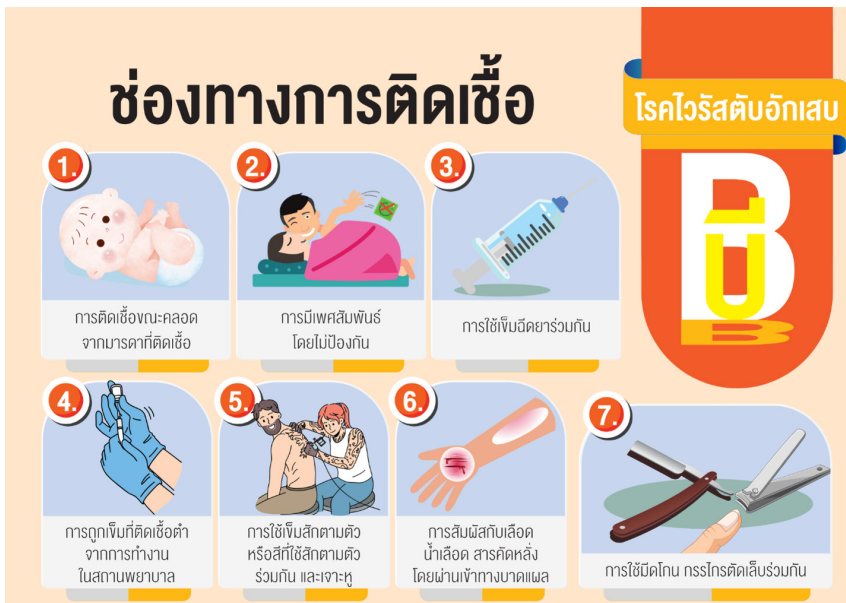 ช่องทางการติดเชื้อ
โรคไวรัสตับอักเสบ
B
บี
B
1.
การติดเชื้อขณะคลอด
จากมารดาที่ติดเชื้อ
2.
การมีเพศสัมพันธ์
โดยไม่ป้องกัน
3.
การใช้เข็มฉีดยาร่วมกัน
4.
การถูกเข็มที่ติดเชื้อตำ
จากการทำงาน
ในสถานพยาบาล
5.
การใช้เข็มสักตามตัว
หรือสีที่ใช้สักตามตัว
ร่วมกัน และเจาะหู
6.
การสัมผัสกับเลือด
น้ำเลือด สารคัดหลั่ง
โดยผ่านเข้าทางบาดแผล
7.
การใช้มีดโกน กรรไกรตัดเล็บร่วมกัน